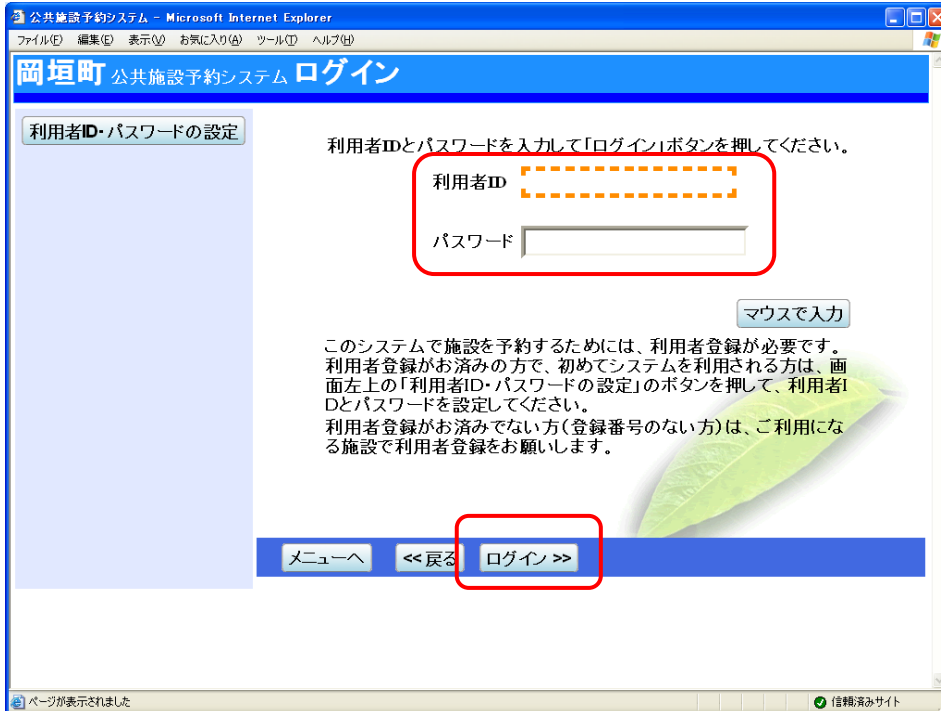 公共施設予約システム - Microsoft Internet Explorer
ファイル(F) 編集(E) 表示(V) お気に入り(A) ツール(T) ヘルプ(H)
岡垣町 公共施設予約システム ログイン
利用者ID・パスワードの設定
利用者IDとパスワードを入力して「ログイン」ボタンを押してください。
利用者ID
パスワード
マウスで入力
このシステムで施設を予約するためには、利用者登録が必要です。
利用者登録がお済みの方で、初めてシステムを利用される方は、画
面左上の「利用者ID・パスワードの設定」のボタンを押して、利用者I
Dとパスワードを設定してください。
利用者登録がお済みでない方(登録番号のない方)は、ご利用にな
る施設で利用者登録をお願いします。
メニューへ << 戻る ログイン >>
ページが表示されました 信頼済みサイト